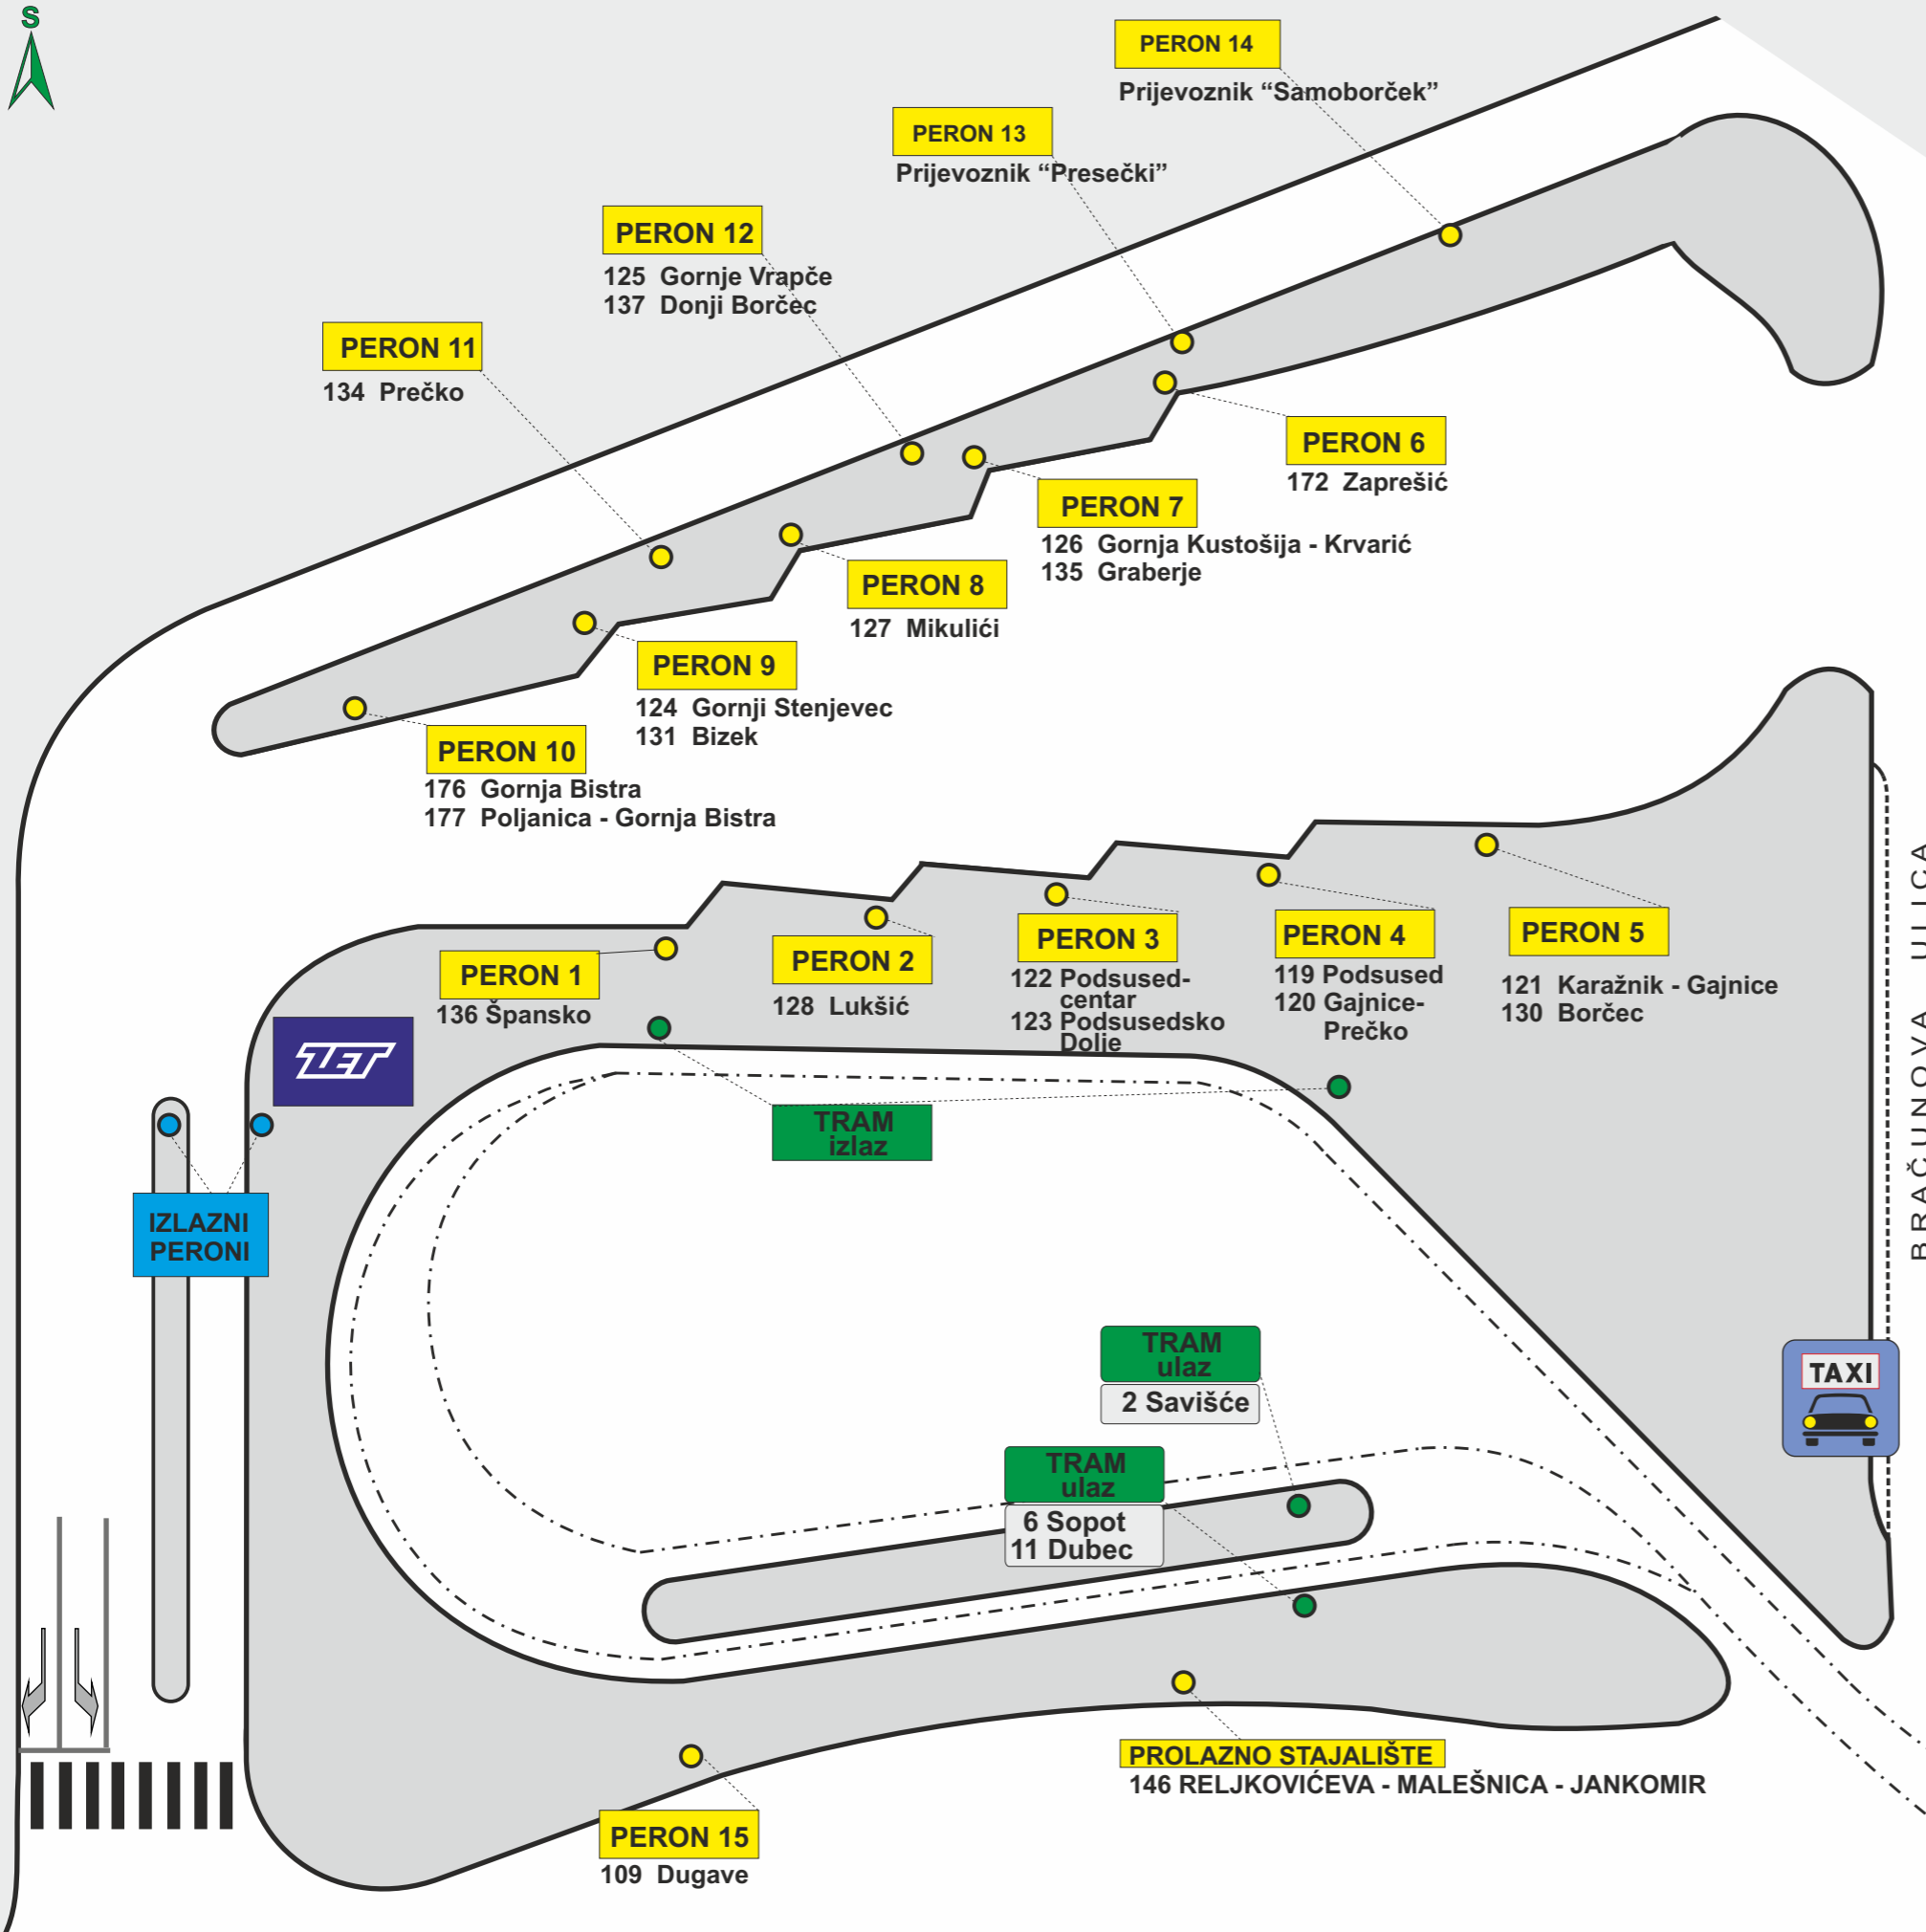 S
PERON 14
Prijevoznik “Samoborček”
PERON 13
Prijevoznik “Presečki”
PERON 12
125 Gornje Vrapče
137 Donji Borčec
PERON 11
134 Prečko
PERON 6
172 Zaprešić
PERON 7
126 Gornja Kustošija - Krvarić
135 Graberje
PERON 8
127 Mikulići
PERON 9
124 Gornji Stenjevec
131 Bizek
PERON 10
176 Gornja Bistra
177 Poljanica - Gornja Bistra
PERON 1
136 Špansko
PERON 2
128 Lukšić
PERON 3
122 Podsused-
centar
123 Podsusedsko
Dolje
PERON 4
119 Podsused
120 Gajnice-
Prečko
PERON 5
121 Karažnik - Gajnice
130 Borčec
BRAČUNOVA ULICA
ZET
TRAM
izlaz
IZLAZNI
PERONI
TRAM
ulaz
2 Savišće
TAXI
TRAM
ulaz
6 Sopot
11 Dubec
PROLAZNO STAJALIŠTE
146 RELJKOVIĆEVA - MALEŠNICA - JANKOMIR
PERON 15
109 Dugave